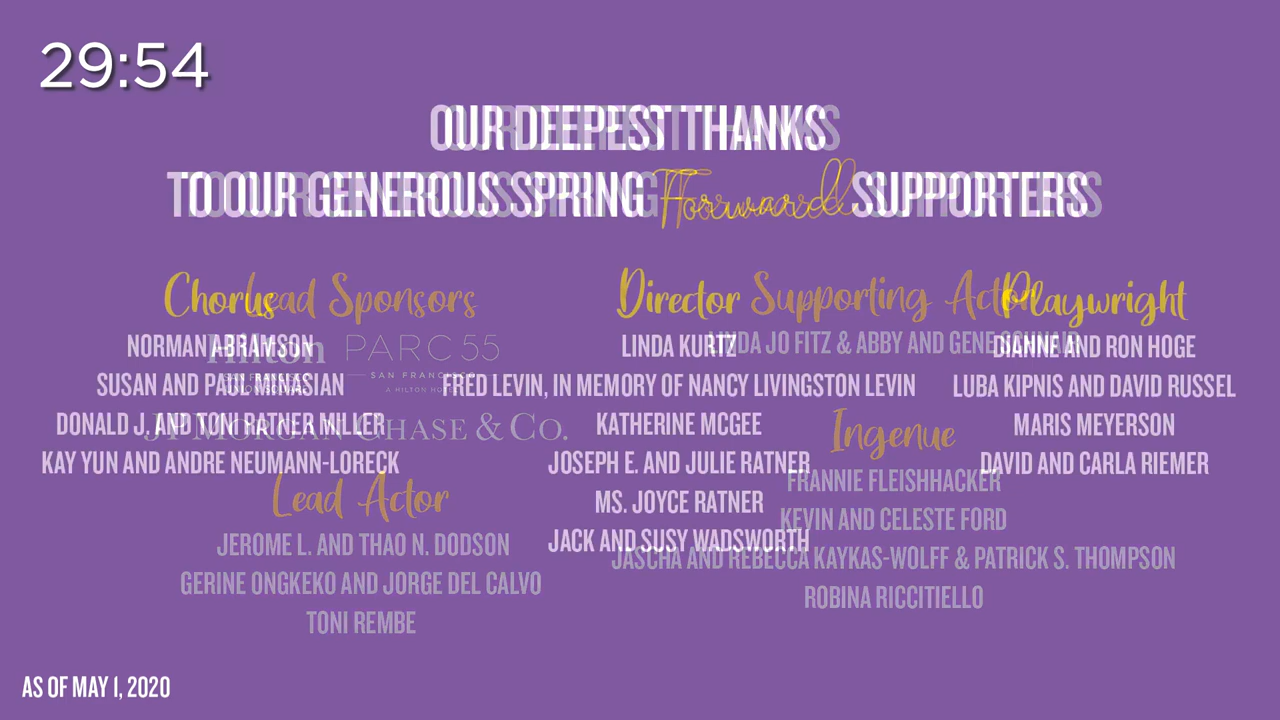 29:54
OUR DEEPEST THANKS
TO OUR GENEROUS SPRING Forward SUPPORTERS
Chorus
NORMAN ABRAMSON
SUSAN AND PAUL
DONALD J. AND TONI RATNER MILLER
KAY YUN AND ANDRE NEUMANN-LORECK
Director
LINDA KURTZ
FRED LEVIN, IN MEMORY OF NANCY LIVINGSTON LEVIN
KATHERINE MCGEE
JOSEPH E. AND JULIE RATNER
MS. JOYCE RATNER
JACK AND SUSY WADSWORTH
Playwright
DIANNE AND RON HOGE
LUBA KIPNIS AND DAVID RUSSEL
MARIS MEYERSON
DAVID AND CARLA RIEMER
Lead Sponsors
Hilton
SAN FRANCISCO
UNION SQUARE
PARC 55
SAN FRANCISCO
A HILTON HOTEL
JPMORGAN CHASE & CO.
Lead Actor
JEROME L. AND THAO N. DODSON
GERINE ONGKEKO AND JORGE DEL CALVO
TONI REMBE
Supporting Actor
LINDA JO FITZ & ABBY AND GENE SCHNAIR
Ingenue
FRANNIE FLEISHHACKER
KEVIN AND CELESTE FORD
JASCHA AND REBECCA KAYKAS-WOLFF & PATRICK S. THOMPSON
ROBINA RICCITIELLO
AS OF MAY 1, 2020